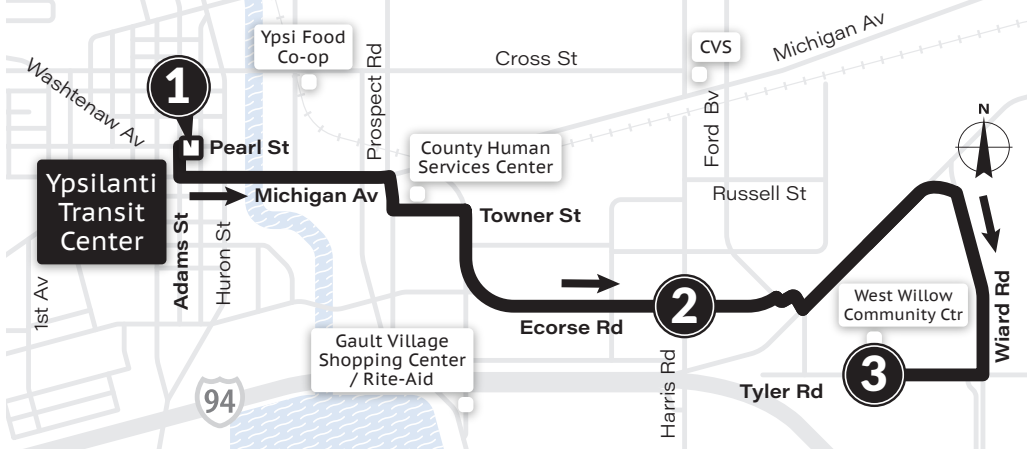 Ypsi Food
Co-op
Prospect Rd
Cross St
CVS
Michigan Av
Washtenaw Av
1
N
Pearl St
County Human
Services Center
Ford Bv
N
Ypsilanti
Transit
Center
Michigan Av
Russell St
Towner St
Adams St
Huron St
1st Av
Ecorse Rd
2
West Willow
Community Ctr
Wiard Rd
Gault Village
Shopping Center
/ Rite-Aid
94
Harris Rd
Tyler Rd
3